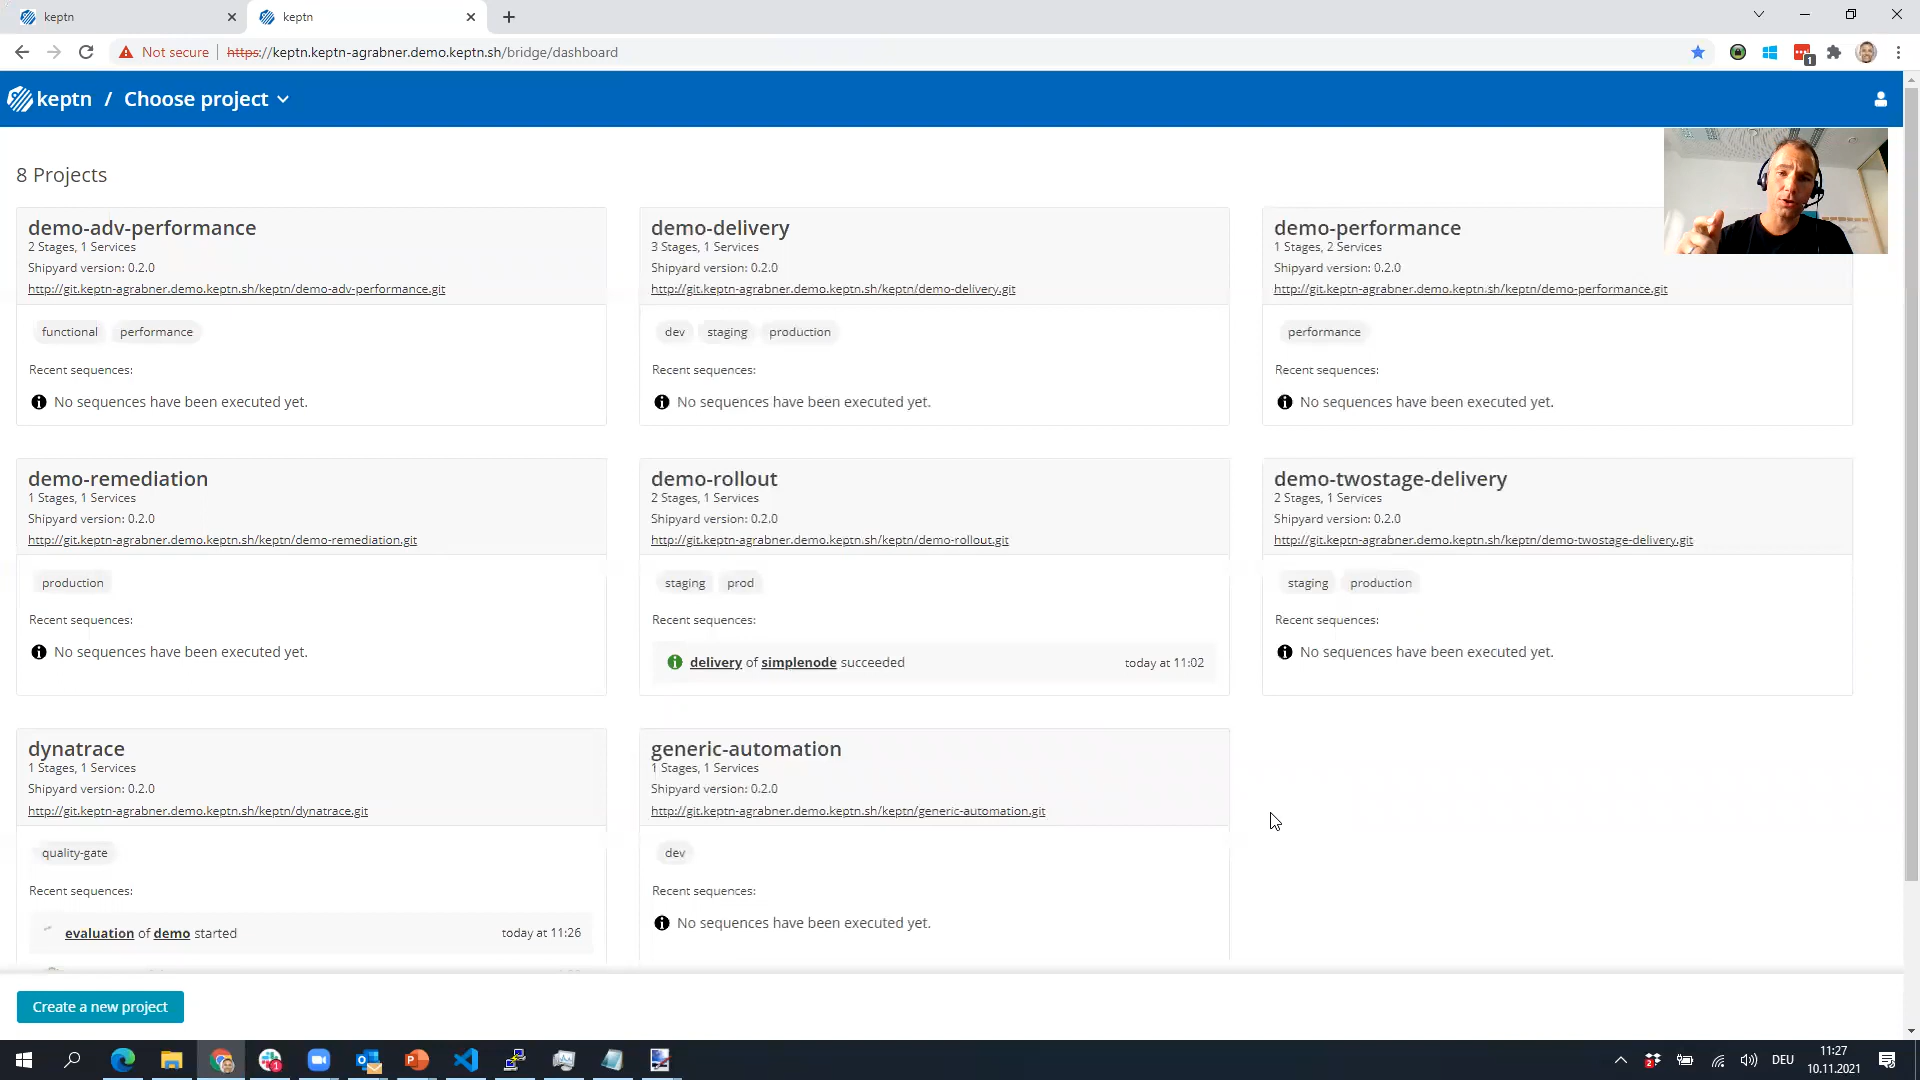 keptn
keptn
Not secure
https://keptn.keptn-agrabner.demo.keptn.sh/bridge/dashboard
1
keptn / Choose project
8 Projects
demo-adv-performance
2 Stages, 1 Services
Shipyard version: 0.2.0
http://git.keptn-agrabner.demo.keptn.sh/keptn/demo-adv-performance.git
functional performance
Recent sequences:
No sequences have been executed yet.
demo-delivery
3 Stages, 1 Services
Shipyard version: 0.2.0
http://git.keptn-agrabner.demo.keptn.sh/keptn/demo-delivery.git
dev staging production
Recent sequences:
No sequences have been executed yet.
demo-performance
1 Stages, 2 Services
Shipyard version: 0.2.0
http://git.keptn-agrabner.demo.keptn.sh/keptn/demo-performance.git
performance
Recent sequences:
No sequences have been executed yet.
demo-remediation
1 Stages, 1 Services
Shipyard version: 0.2.0
http://git.keptn-agrabner.demo.keptn.sh/keptn/demo-remediation.git
production
Recent sequences:
No sequences have been executed yet.
demo-rollout
2 Stages, 1 Services
Shipyard version: 0.2.0
http://git.keptn-agrabner.demo.keptn.sh/keptn/demo-rollout.git
staging prod
Recent sequences:
delivery of simplenode succeeded today at 11:02
demo-twostage-delivery
2 Stages, 1 Services
Shipyard version: 0.2.0
http://git.keptn-agrabner.demo.keptn.sh/keptn/demo-twostage-delivery.git
staging production
Recent sequences:
No sequences have been executed yet.
dynatrace
1 Stages, 1 Services
Shipyard version: 0.2.0
http://git.keptn-agrabner.demo.keptn.sh/keptn/dynatrace.git
quality-gate
Recent sequences:
evaluation of demo started today at 11:26
generic-automation
1 Stages, 1 Services
Shipyard version: 0.2.0
http://git.keptn-agrabner.demo.keptn.sh/keptn/generic-automation.git
dev
Recent sequences:
No sequences have been executed yet.
Create a new project
DEU
11:27
10.11.2021